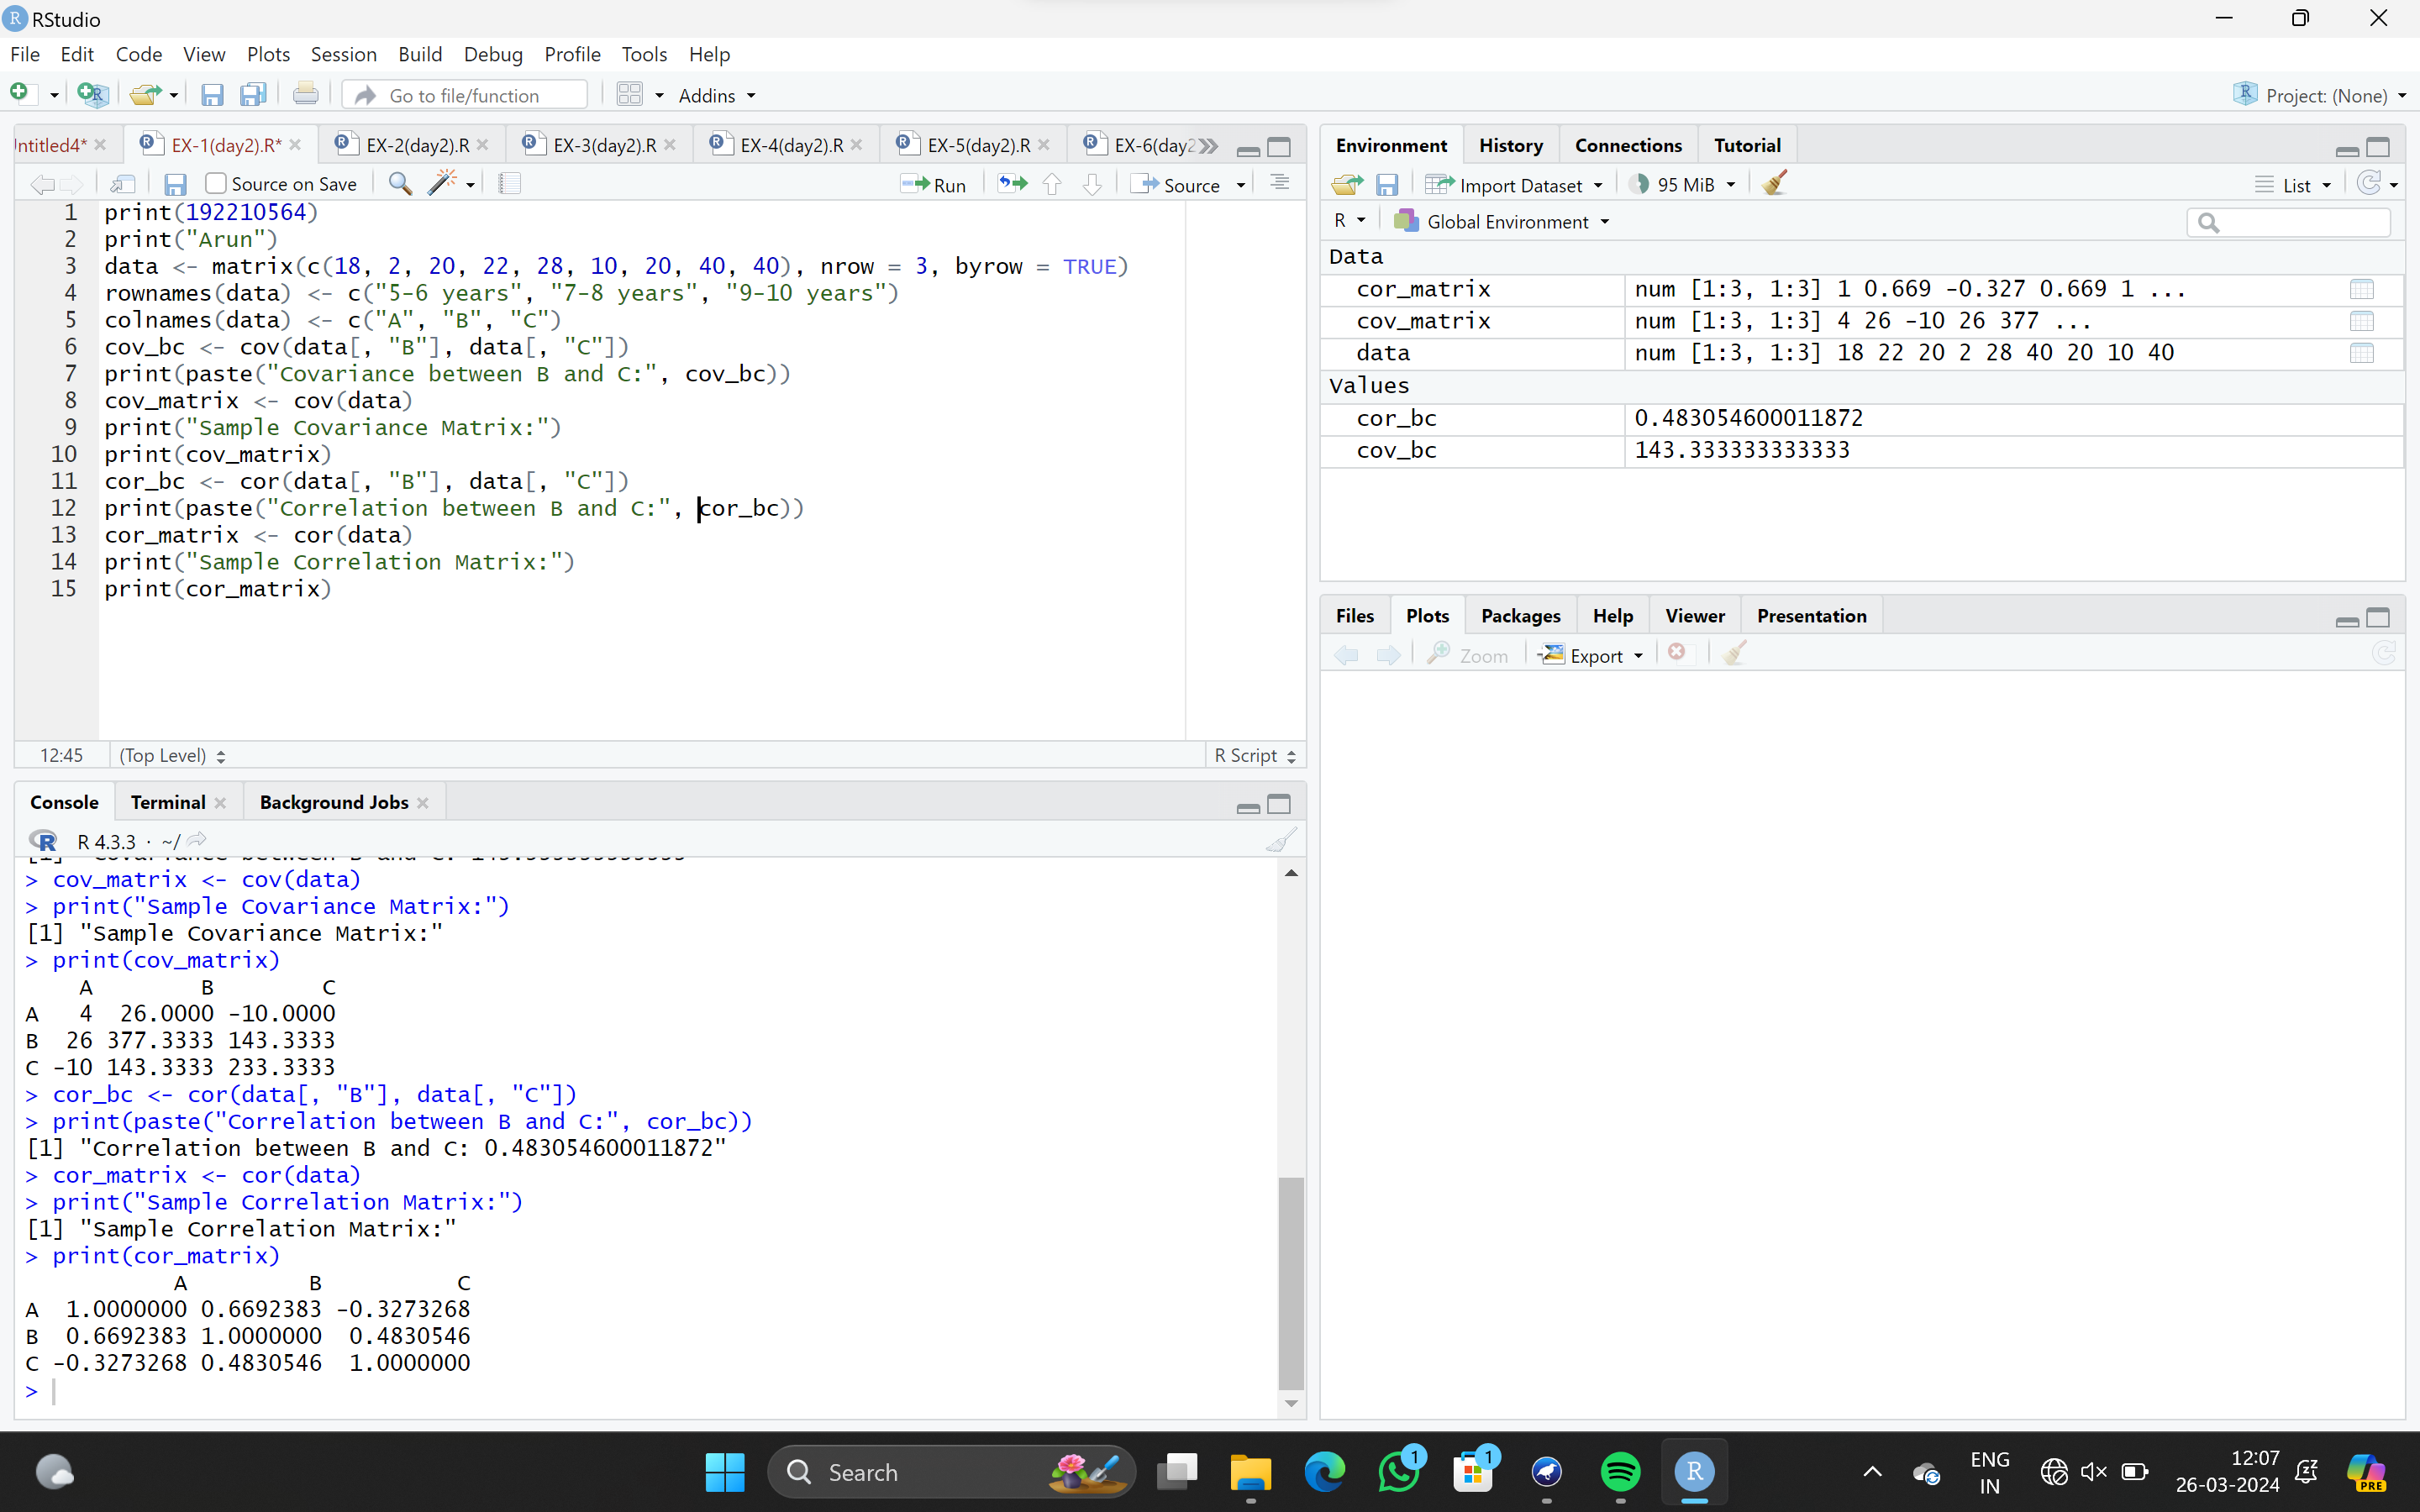 RStudio
File Edit Code View Plots Session Build Debug Profile Tools Help
Go to file/function Addins Project: (None)
ntitled4* EX-1(day2).R* EX-2(day2).R EX-3(day2).R EX-4(day2).R EX-5(day2).R EX-6(day2
Source on Save Run Source
1 print(192210564)
2 print("Arun")
3 data <- matrix(c(18, 2, 20, 22, 28, 10, 20, 40, 40), nrow = 3, byrow = TRUE)
4 rownames(data) <- c("5-6 years", "7-8 years", "9-10 years")
5 colnames(data) <- c("A", "B", "C")
6 cov_bc <- cov(data[, "B"], data[, "C"])
7 print(paste("Covariance between B and C:", cov_bc))
8 cov_matrix <- cov(data)
9 print("Sample Covariance Matrix:")
10 print(cov_matrix)
11 cor_bc <- cor(data[, "B"], data[, "C"])
12 print(paste("Correlation between B and C:", cor_bc))
13 cor_matrix <- cor(data)
14 print("Sample Correlation Matrix:")
15 print(cor_matrix)
12:45 (Top Level) R Script
Console Terminal Background Jobs
R 4.3.3 · ~/
> cov_matrix <- cov(data)
> print("Sample Covariance Matrix:")
[1] "Sample Covariance Matrix:"
> print(cov_matrix)
A B C
A 4 26.0000 -10.0000
B 26 377.3333 143.3333
C -10 143.3333 233.3333
> cor_bc <- cor(data[, "B"], data[, "C"])
> print(paste("Correlation between B and C:", cor_bc))
[1] "Correlation between B and C: 0.483054600011872"
> cor_matrix <- cor(data)
> print("Sample Correlation Matrix:")
[1] "Sample Correlation Matrix:"
> print(cor_matrix)
A B C
A 1.0000000 0.6692383 -0.3273268
B 0.6692383 1.0000000 0.4830546
C -0.3273268 0.4830546 1.0000000
>
Environment History Connections Tutorial
Import Dataset 95 MiB List
R Global Environment
Data
cor_matrix num [1:3, 1:3] 1 0.669 -0.327 0.669 1 ...
cov_matrix num [1:3, 1:3] 4 26 -10 26 377 ...
data num [1:3, 1:3] 18 22 20 2 28 40 20 10 40
Values
cor_bc 0.483054600011872
cov_bc 143.333333333333
Files Plots Packages Help Viewer Presentation
Zoom Export
Search 1 1 R ENG
IN
12:07
26-03-2024
PRE